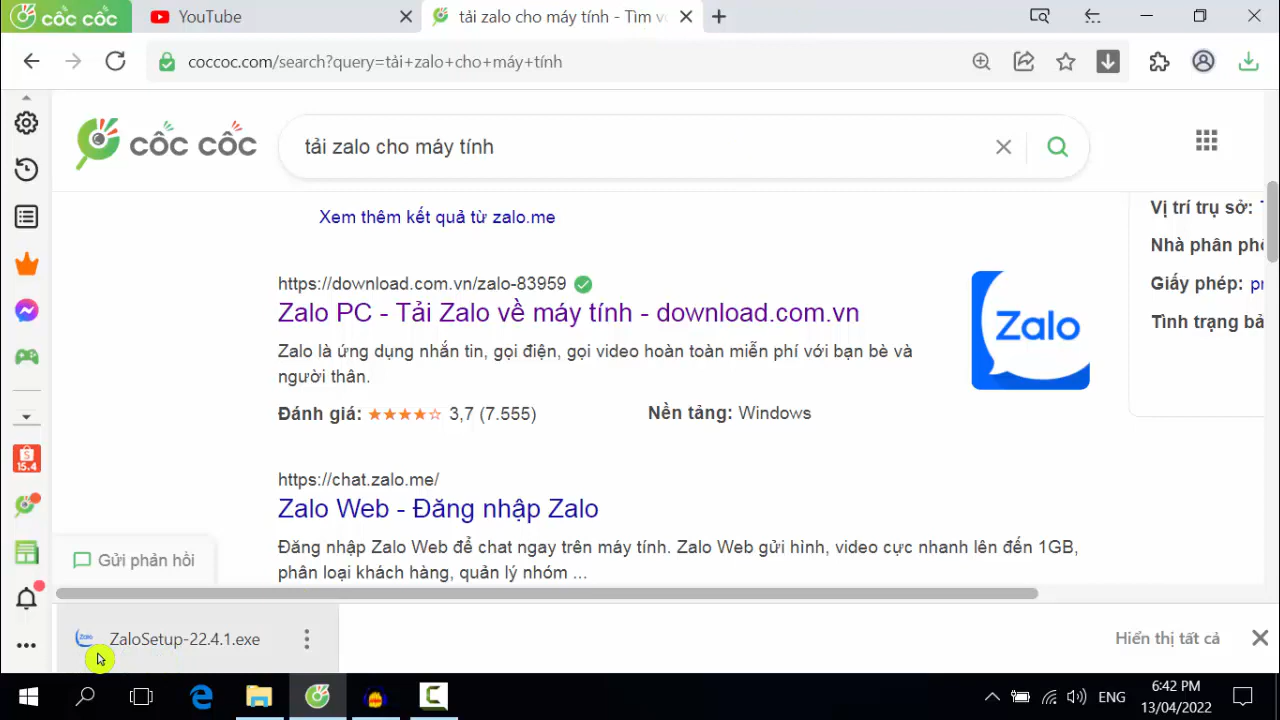 cốc cốc
YouTube
tải zalo cho máy tính - Tìm v
coccoc.com/search?query=tải+zalo+cho+máy+tính
cốc cốc
tải zalo cho máy tính
Xem thêm kết quả từ zalo.me
https://download.com.vn/zalo-83959
Zalo PC - Tải Zalo về máy tính - download.com.vn
Zalo là ứng dụng nhắn tin, gọi điện, gọi video hoàn toàn miễn phí với bạn bè và
người thân.
Đánh giá: ★★★★☆ 3,7 (7.555)
Nền tảng: Windows
Zalo
Vị trí trụ sở:
Nhà phân phố
Giấy phép:
Tình trạng bả
https://chat.zalo.me/
Zalo Web - Đăng nhập Zalo
Đăng nhập Zalo Web để chat ngay trên máy tính. Zalo Web gửi hình, video cực nhanh lên đến 1GB,
phân loại khách hàng, quản lý nhóm ...
15.4
Gửi phản hồi
Zalo
ZaloSetup-22.4.1.exe
Hiển thị tất cả
ENG
6:42 PM
13/04/2022